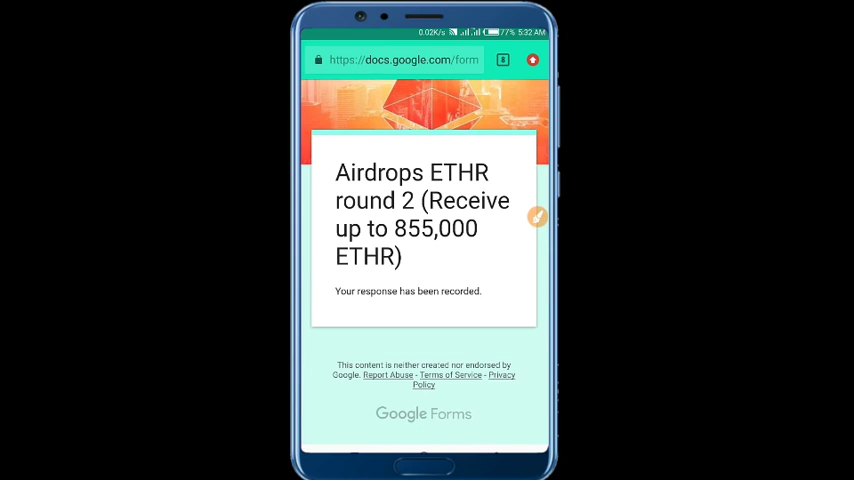 0.02K/s 77% 5:32 AM
https://docs.google.com/form 8
Airdrops ETHR
round 2 (Receive
up to 855,000
ETHR)
Your response has been recorded.
This content is neither created nor endorsed by
Google. Report Abuse - Terms of Service - Privacy
Policy
Google Forms